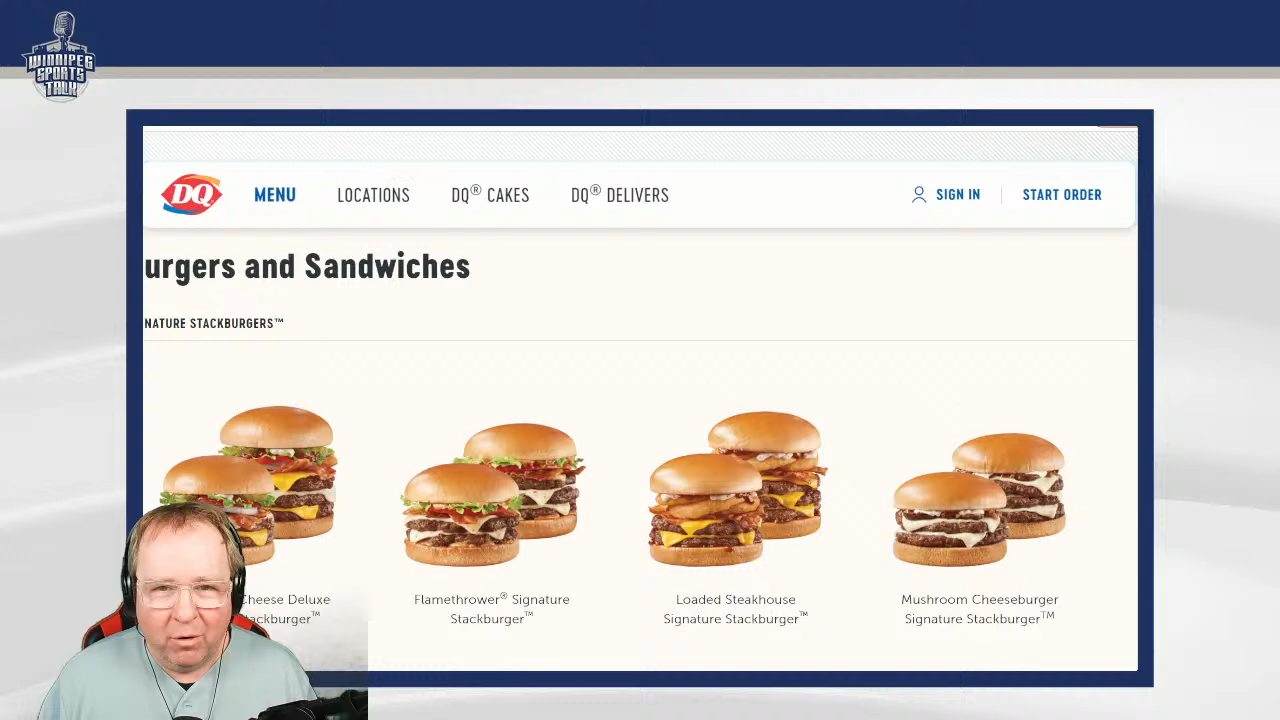 WINNIPEG
SPORTS
TALK
DQ
MENU
LOCATIONS
DQ® CAKES
DQ® DELIVERS
SIGN IN
START ORDER
urgers and Sandwiches
NATURE STACKBURGERS™
Cheese Deluxe
tackburger™
Flamethrower® Signature
Stackburger™
Loaded Steakhouse
Signature Stackburger™
Mushroom Cheeseburger
Signature Stackburger™